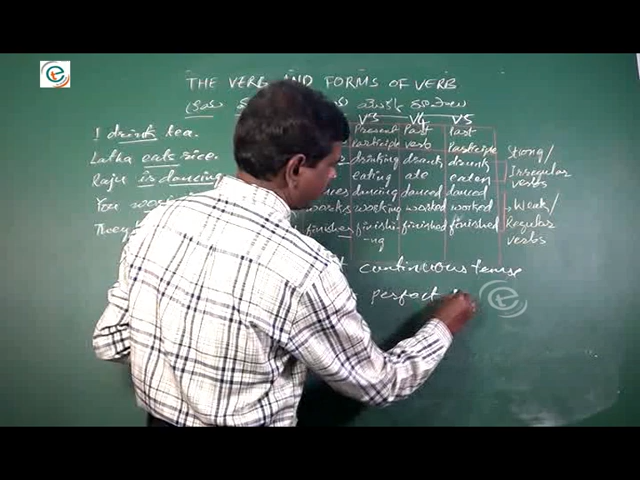 THE VERB AND FORMS OF VERB
V3 V4 V5
I drink tea. Present Past Past
Participle verb Participle Strong/
Latha eats rice. drinking drank drunk Irregular
Raju is dancing eating ate eaten verbs
dancing danced danced
You works working worked worked → Weak/
They finishes finishi- finished finished Regular
-ng verbs
continuous tense
perfect